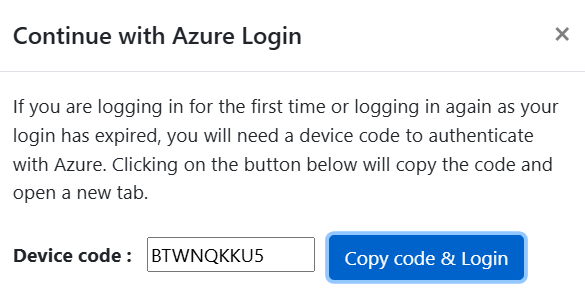 Continue with Azure Login ×
If you are logging in for the first time or logging in again as your
login has expired, you will need a device code to authenticate
with Azure. Clicking on the button below will copy the code and
open a new tab.
Device code : BTWNQKKU5 Copy code & Login